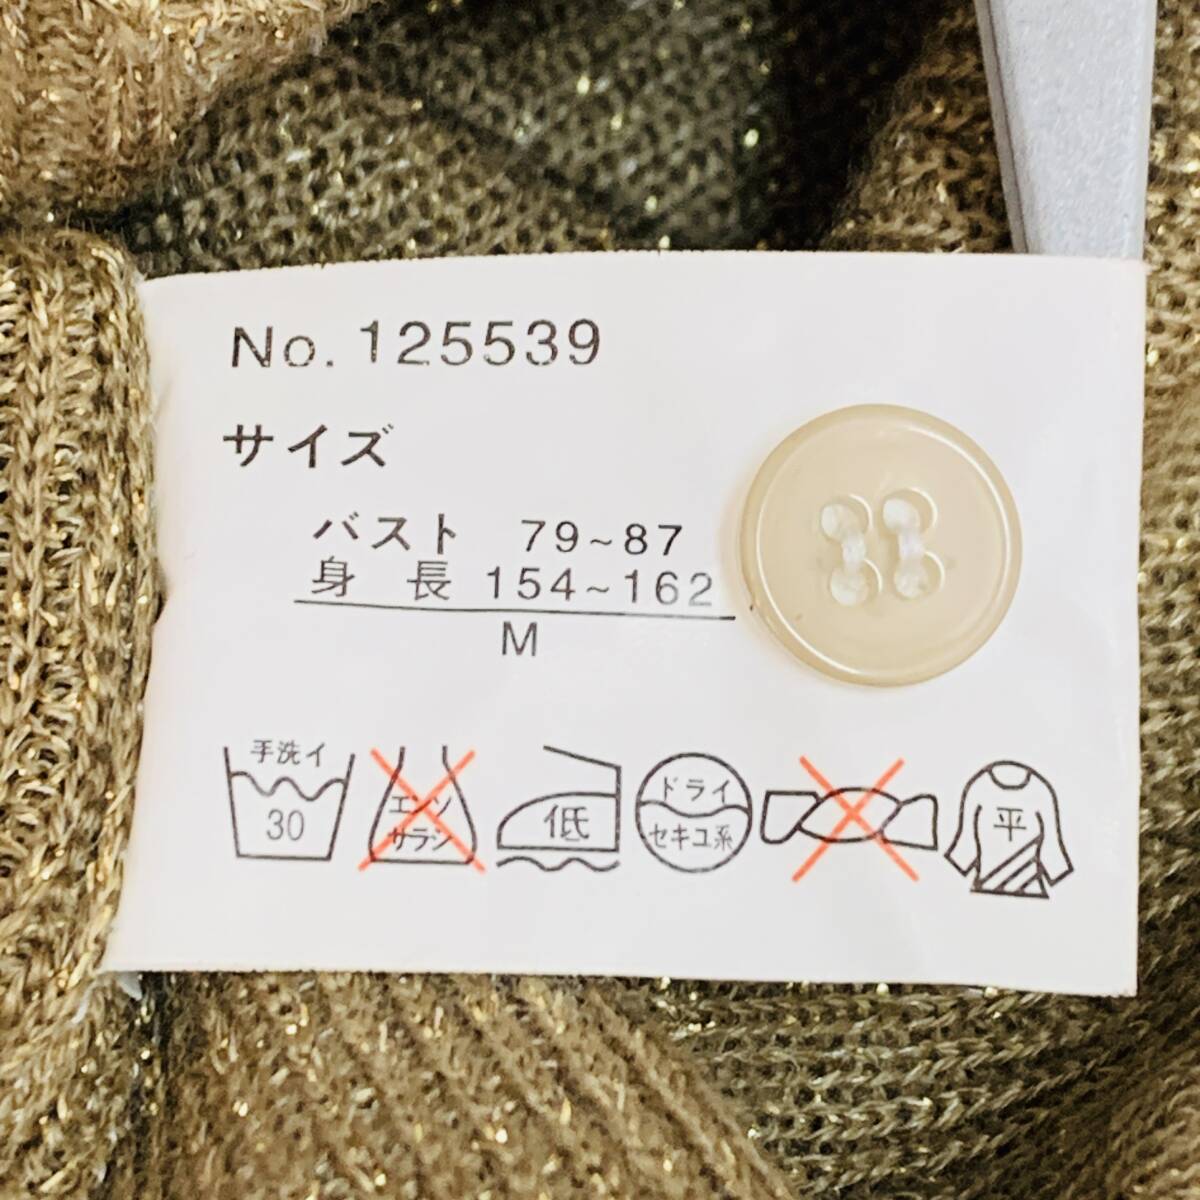 No. 125539
サイズ
バスト 79~87
身 長 154~162
M
手洗イ
30
エンソ
サラシ
低
ドライ
セキユ系
平